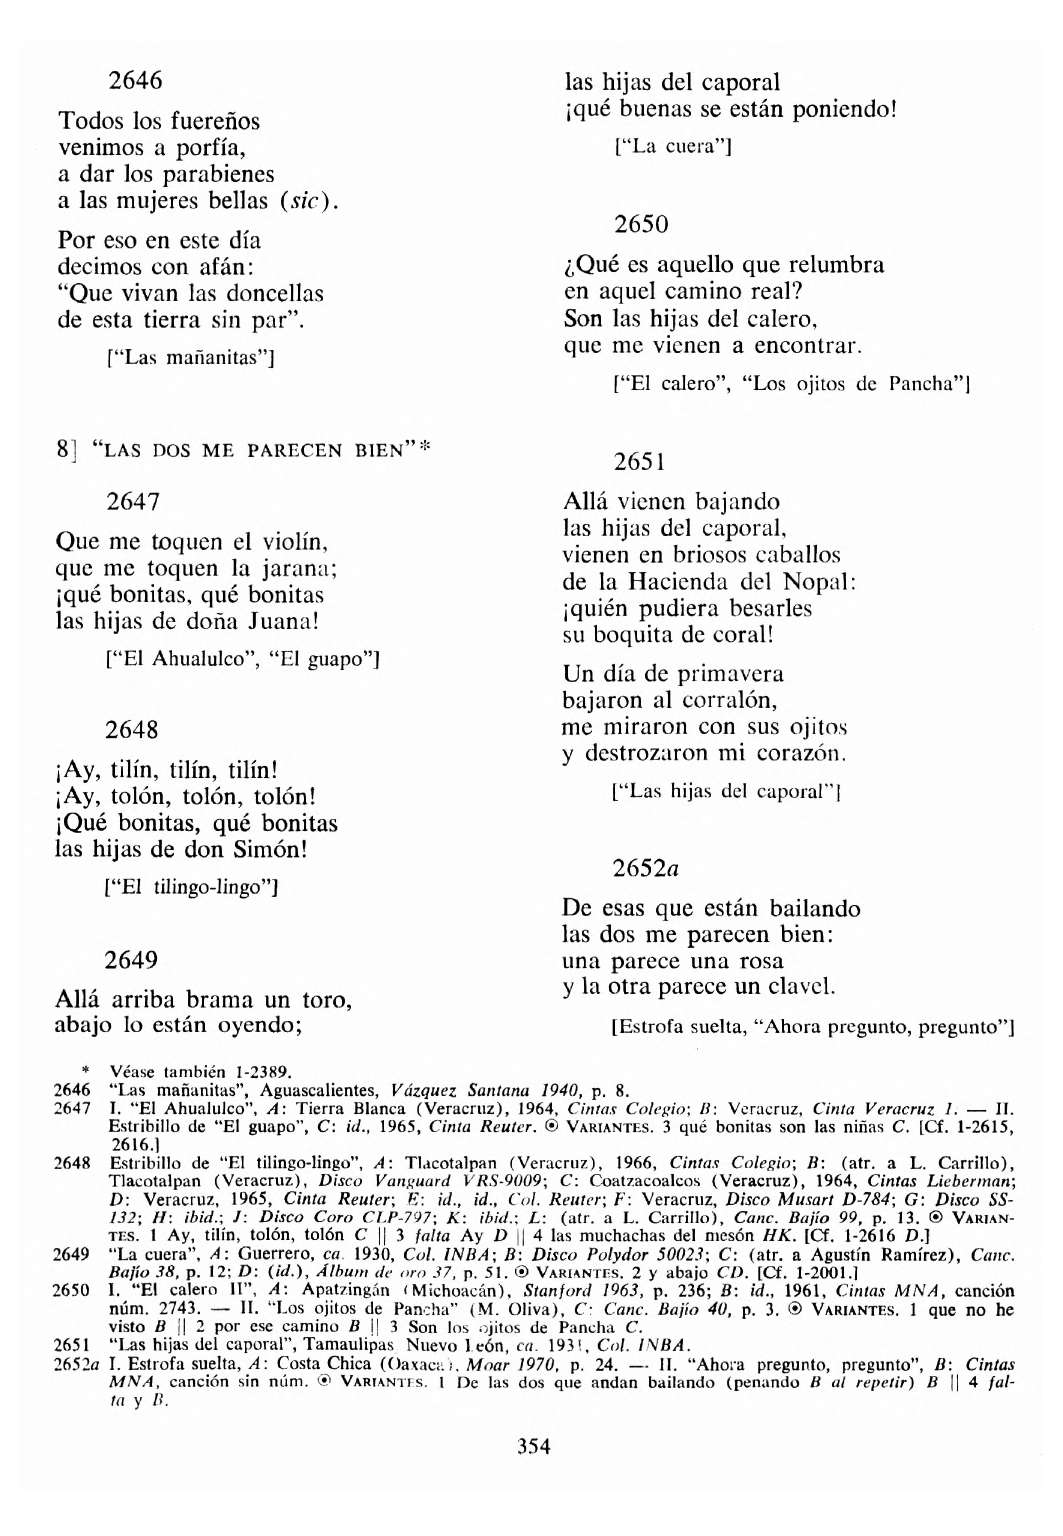 2646
Todos los fuereños
venimos a porfía,
a dar los parabienes
a las mujeres bellas (sic).
Por eso en este día
decimos con afán:
“Que vivan las doncellas
de esta tierra sin par”.
[“Las mañanitas”]
8] “LAS DOS ME PARECEN BIEN”*
2647
Que me toquen el violín,
que me toquen la jarana;
¡qué bonitas, qué bonitas
las hijas de doña Juana!
[“El Ahualulco”, “El guapo”]
2648
¡Ay, tilín, tilín, tilín!
¡Ay, tolón, tolón, tolón!
¡Qué bonitas, qué bonitas
las hijas de don Simón!
[“El tilingo-lingo”]
2649
Allá arriba brama un toro,
abajo lo están oyendo;
las hijas del caporal
¡qué buenas se están poniendo!
[“La cuera”]
2650
¿Qué es aquello que relumbra
en aquel camino real?
Son las hijas del calero,
que me vienen a encontrar.
[“El calero”, “Los ojitos de Pancha”]
2651
Allá vienen bajando
las hijas del caporal,
vienen en briosos caballos
de la Hacienda del Nopal:
¡quién pudiera besarles
su boquita de coral!
Un día de primavera
bajaron al corralón,
me miraron con sus ojitos
y destrozaron mi corazón.
[“Las hijas del caporal”]
2652a
De esas que están bailando
las dos me parecen bien:
una parece una rosa
y la otra parece un clavel.
[Estrofa suelta, “Ahora pregunto, pregunto”]
* Véase también 1-2389.
2646 “Las mañanitas”, Aguascalientes, Vázquez Santana 1940, p. 8.
2647 I. “El Ahualulco”, A: Tierra Blanca (Veracruz), 1964, Cintas Colegio; B: Veracruz, Cinta Veracruz 1. — II.
Estribillo de “El guapo”, C: id., 1965, Cinta Reuter. ⊙ VARIANTES. 3 qué bonitas son las niñas C. [Cf. 1-2615,
2616.]
2648 Estribillo de “El tilingo-lingo”, A: Tlacotalpan (Veracruz), 1966, Cintas Colegio; B: (atr. a L. Carrillo),
Tlacotalpan (Veracruz), Disco Vanguard VRS-9009; C: Coatzacoalcos (Veracruz), 1964, Cintas Lieberman;
D: Veracruz, 1965, Cinta Reuter; E: id., id., Col. Reuter; F: Veracruz, Disco Musart D-784; G: Disco SS-
132; H: ibid.; J: Disco Coro CLP-797; K: ibid.; L: (atr. a L. Carrillo), Canc. Bajío 99, p. 13. ⊙ VARIAN-
TES. 1 Ay, tilín, tolón, tolón C || 3 falta Ay D || 4 las muchachas del mesón HK. [Cf. 1-2616 D.]
2649 “La cuera”, A: Guerrero, ca. 1930, Col. INBA; B: Disco Polydor 50023; C: (atr. a Agustín Ramírez), Canc.
Bajío 38, p. 12; D: (id.), Álbum de oro 37, p. 51. ⊙ VARIANTES. 2 y abajo CD. [Cf. 1-2001.]
2650 I. “El calero II”, A: Apatzingán (Michoacán), Stanford 1963, p. 236; B: id., 1961, Cintas MNA, canción
núm. 2743. — II. “Los ojitos de Pancha” (M. Oliva), C: Canc. Bajío 40, p. 3. ⊙ VARIANTES. 1 que no he
visto B || 2 por ese camino B || 3 Son los ojitos de Pancha C.
2651 “Las hijas del caporal”, Tamaulipas Nuevo León, ca. 1931, Col. INBA.
2652a I. Estrofa suelta, A: Costa Chica (Oaxaca), Moar 1970, p. 24. — II. “Ahora pregunto, pregunto”, B: Cintas
MNA, canción sin núm. ⊙ VARIANTES. 1 De las dos que andan bailando (penando B al repetir) B || 4 fal-
ta y B.
354